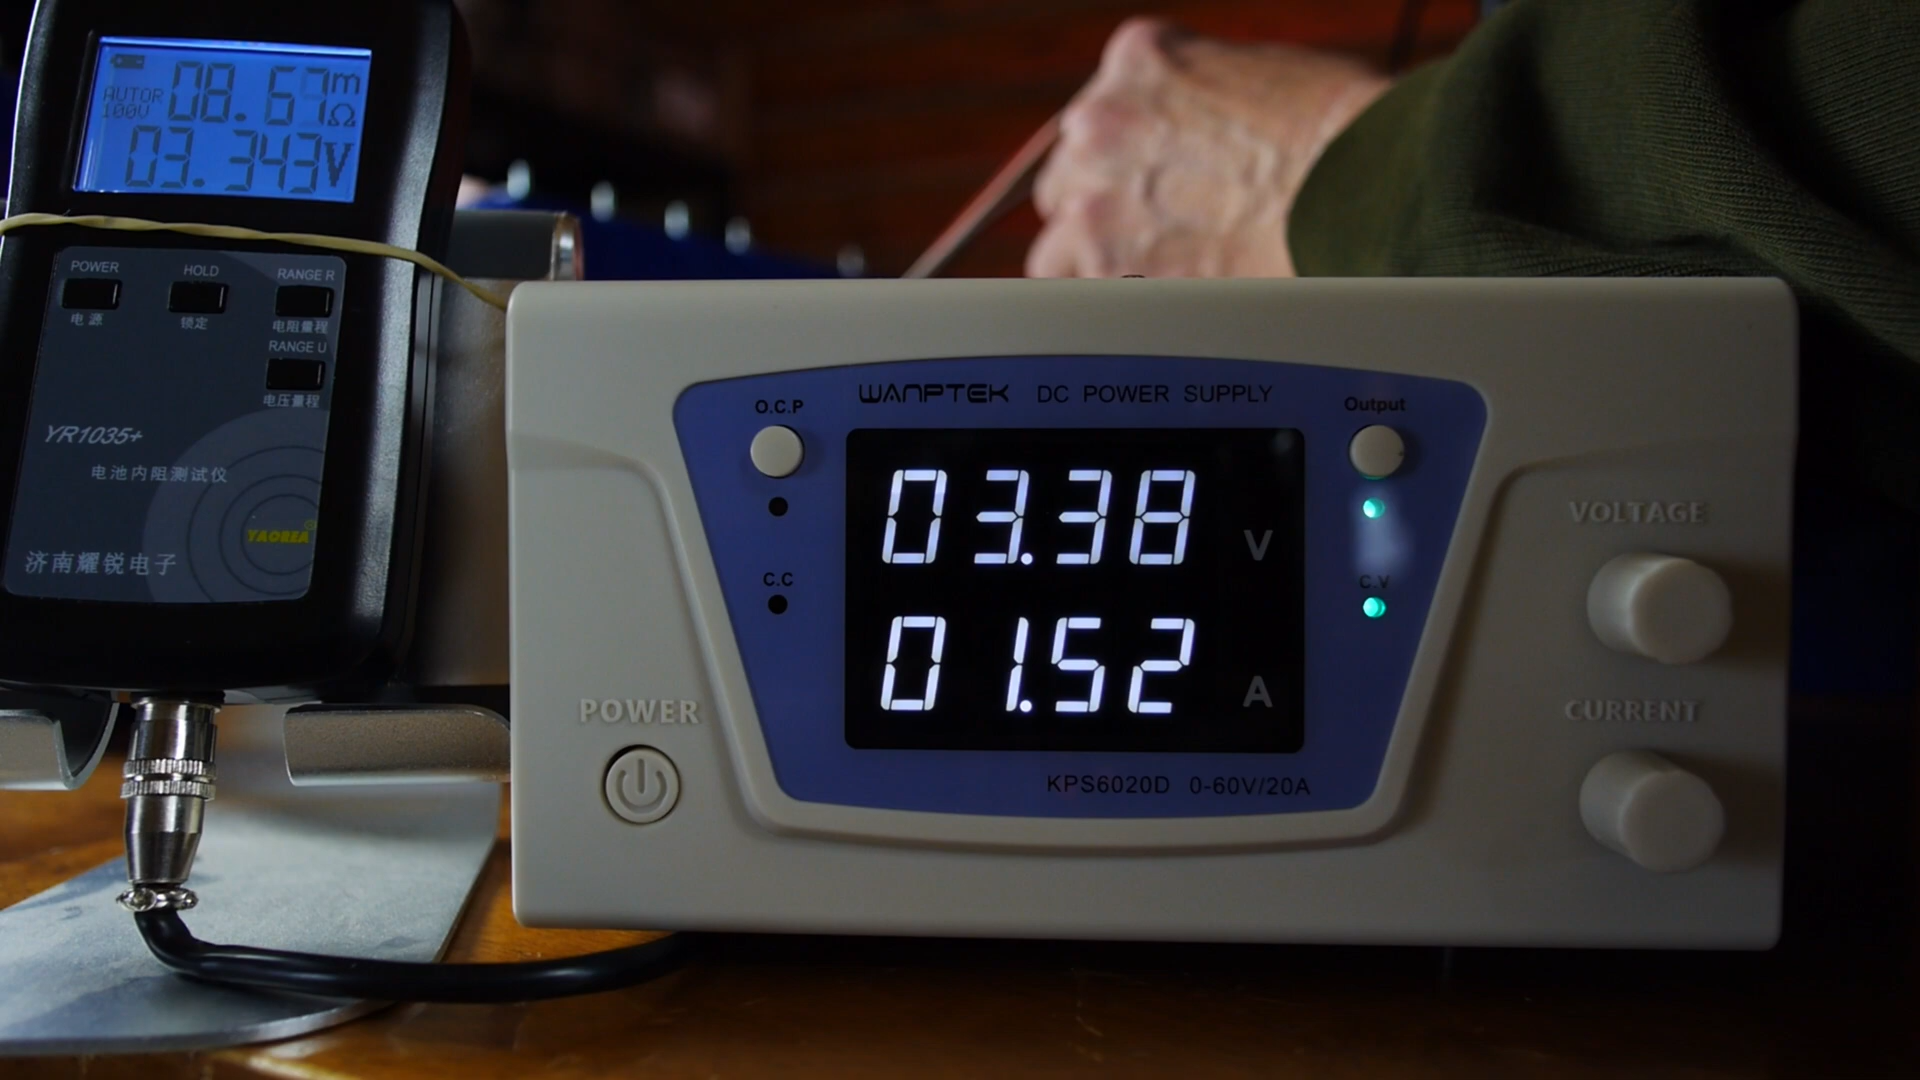 AUTOR
100V
08.67mΩ
03.343V
POWER
HOLD
RANGE R
电源
锁定
电阻量程
RANGE U
电压量程
YR1035+
电池内阻测试仪
YAOREA
济南耀锐电子
WANPTEK DC POWER SUPPLY
O.C.P
Output
03.38 V
C.C
C.V
01.52 A
KPS6020D 0-60V/20A
POWER
VOLTAGE
CURRENT